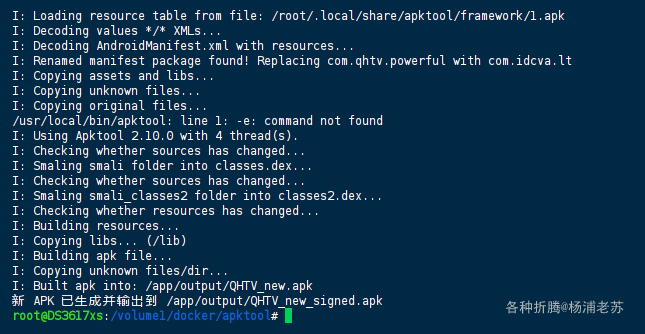 I: Loading resource table from file: /root/.local/share/apktool/framework/1.apk
I: Decoding values */* XMLs...
I: Decoding AndroidManifest.xml with resources...
I: Renamed manifest package found! Replacing com.qhtv.powerful with com.idcva.lt
I: Copying assets and libs...
I: Copying unknown files...
I: Copying original files...
/usr/local/bin/apktool: line 1: -e: command not found
I: Using Apktool 2.10.0 with 4 thread(s).
I: Checking whether sources has changed...
I: Smaling smali folder into classes.dex...
I: Checking whether sources has changed...
I: Smaling smali_classes2 folder into classes2.dex...
I: Checking whether resources has changed...
I: Building resources...
I: Copying libs... (/lib)
I: Building apk file...
I: Copying unknown files/dir...
I: Built apk into: /app/output/QHTV_new.apk
新 APK 已生成并输出到 /app/output/QHTV_new_signed.apk
root@DS3617xs:/volume1/docker/apktool#
各种折腾@杨浦老苏